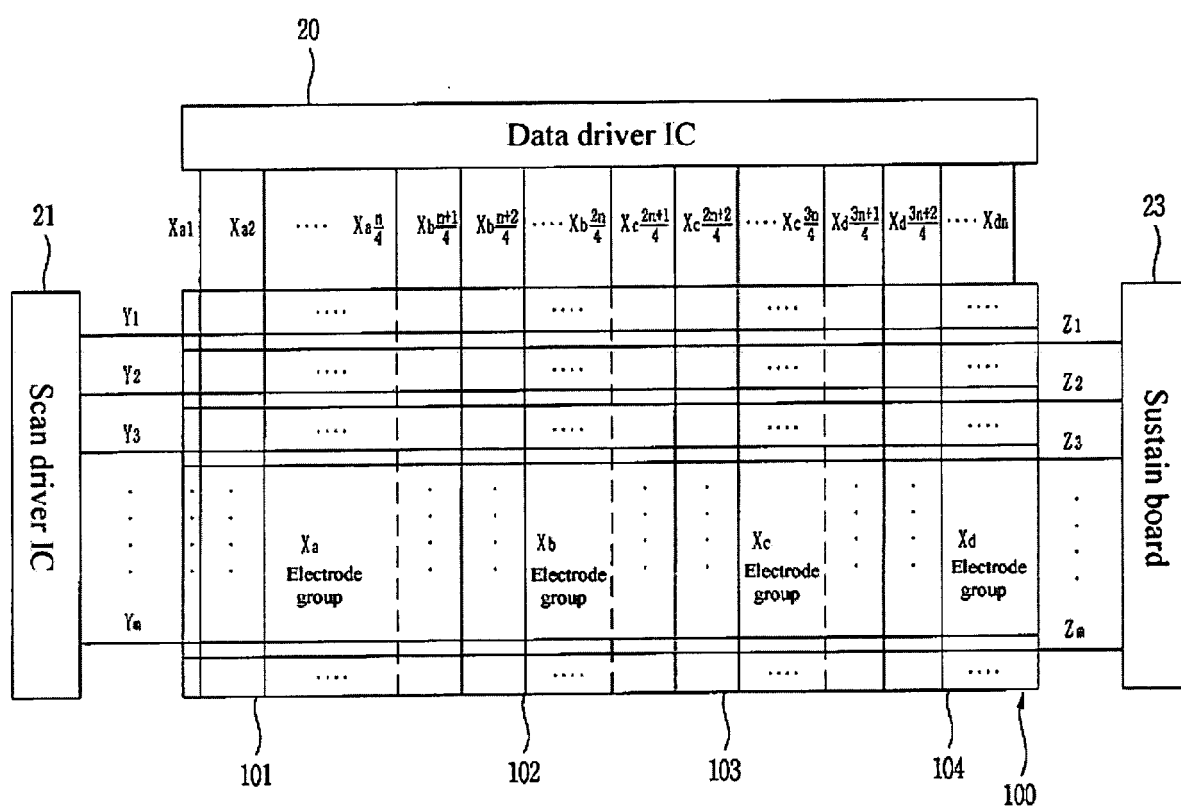 20
Data driver IC
21
23
Xa1 Xa2 ···· Xa n/4 Xb n+1/4 Xb n+2/4 ···· Xb 2n/4 Xc 2n+1/4 Xc 2n+2/4 ···· Xc 3n/4 Xd 3n+1/4 Xd 3n+2/4 ···· Xdn
Scan driver IC
Sustain board
Y1 ···· ···· ···· ···· Z1
Y2 ···· ···· ···· ···· Z2
Y3 ···· ···· ···· ···· Z3
Xa Xb Xc Xd
Electrode Electrode Electrode Electrode
group group group group
Ym Zm
···· ···· ···· ····
101 102 103 104 100